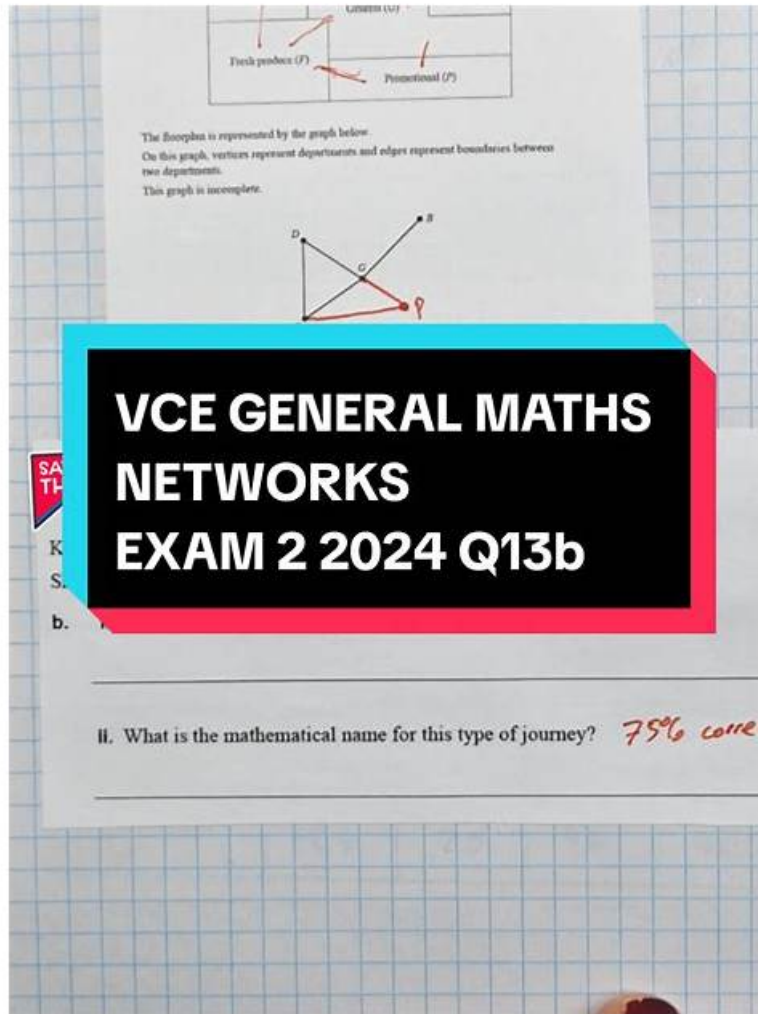 General (G)
Fresh produce (F)
Promotional (P)
The floorplan is represented by the graph below.
On this graph, vertices represent departments and edges represent boundaries between
two departments.
This graph is incomplete.
B
D
G
P
VCE GENERAL MATHS
NETWORKS
EXAM 2 2024 Q13b
SA
TH
K
S
b.
ii. What is the mathematical name for this type of journey? 75% corre